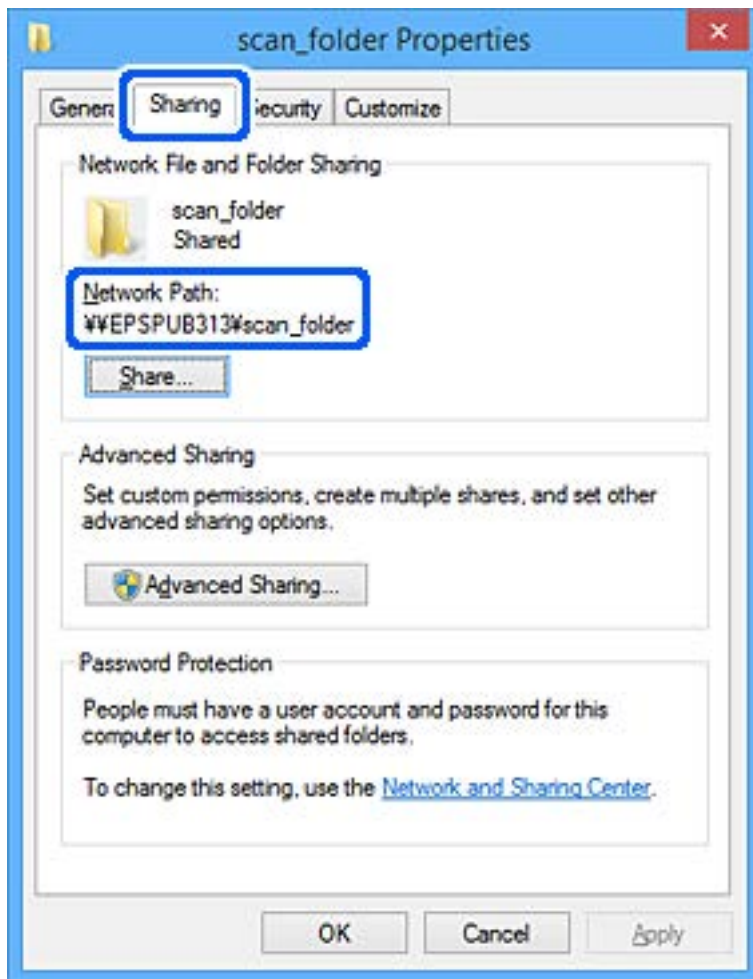 scan_folder Properties
General Sharing Security Customize
Network File and Folder Sharing
scan_folder
Shared
Network Path:
¥¥EPSPUB313¥scan_folder
Share...
Advanced Sharing
Set custom permissions, create multiple shares, and set other
advanced sharing options.
Advanced Sharing...
Password Protection
People must have a user account and password for this
computer to access shared folders.
To change this setting, use the Network and Sharing Center.
OK Cancel Apply